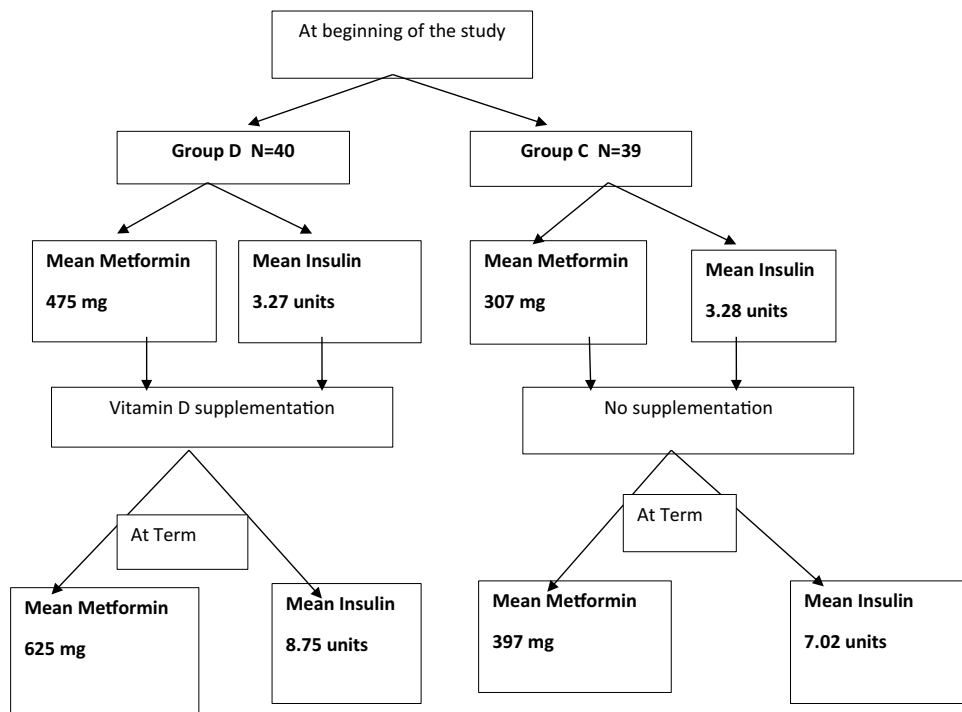 At beginning of the study
Group D N=40
Group C N=39
Mean Metformin
475 mg
Mean Insulin
3.27 units
Mean Metformin
307 mg
Mean Insulin
3.28 units
Vitamin D supplementation
No supplementation
At Term
At Term
Mean Metformin
625 mg
Mean Insulin
8.75 units
Mean Metformin
397 mg
Mean Insulin
7.02 units